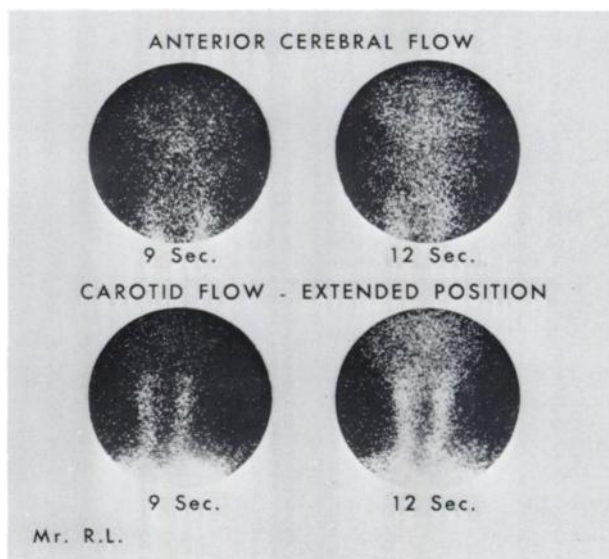 ANTERIOR CEREBRAL FLOW
9 Sec. 12 Sec.
CAROTID FLOW - EXTENDED POSITION
9 Sec. 12 Sec.
Mr. R.L.